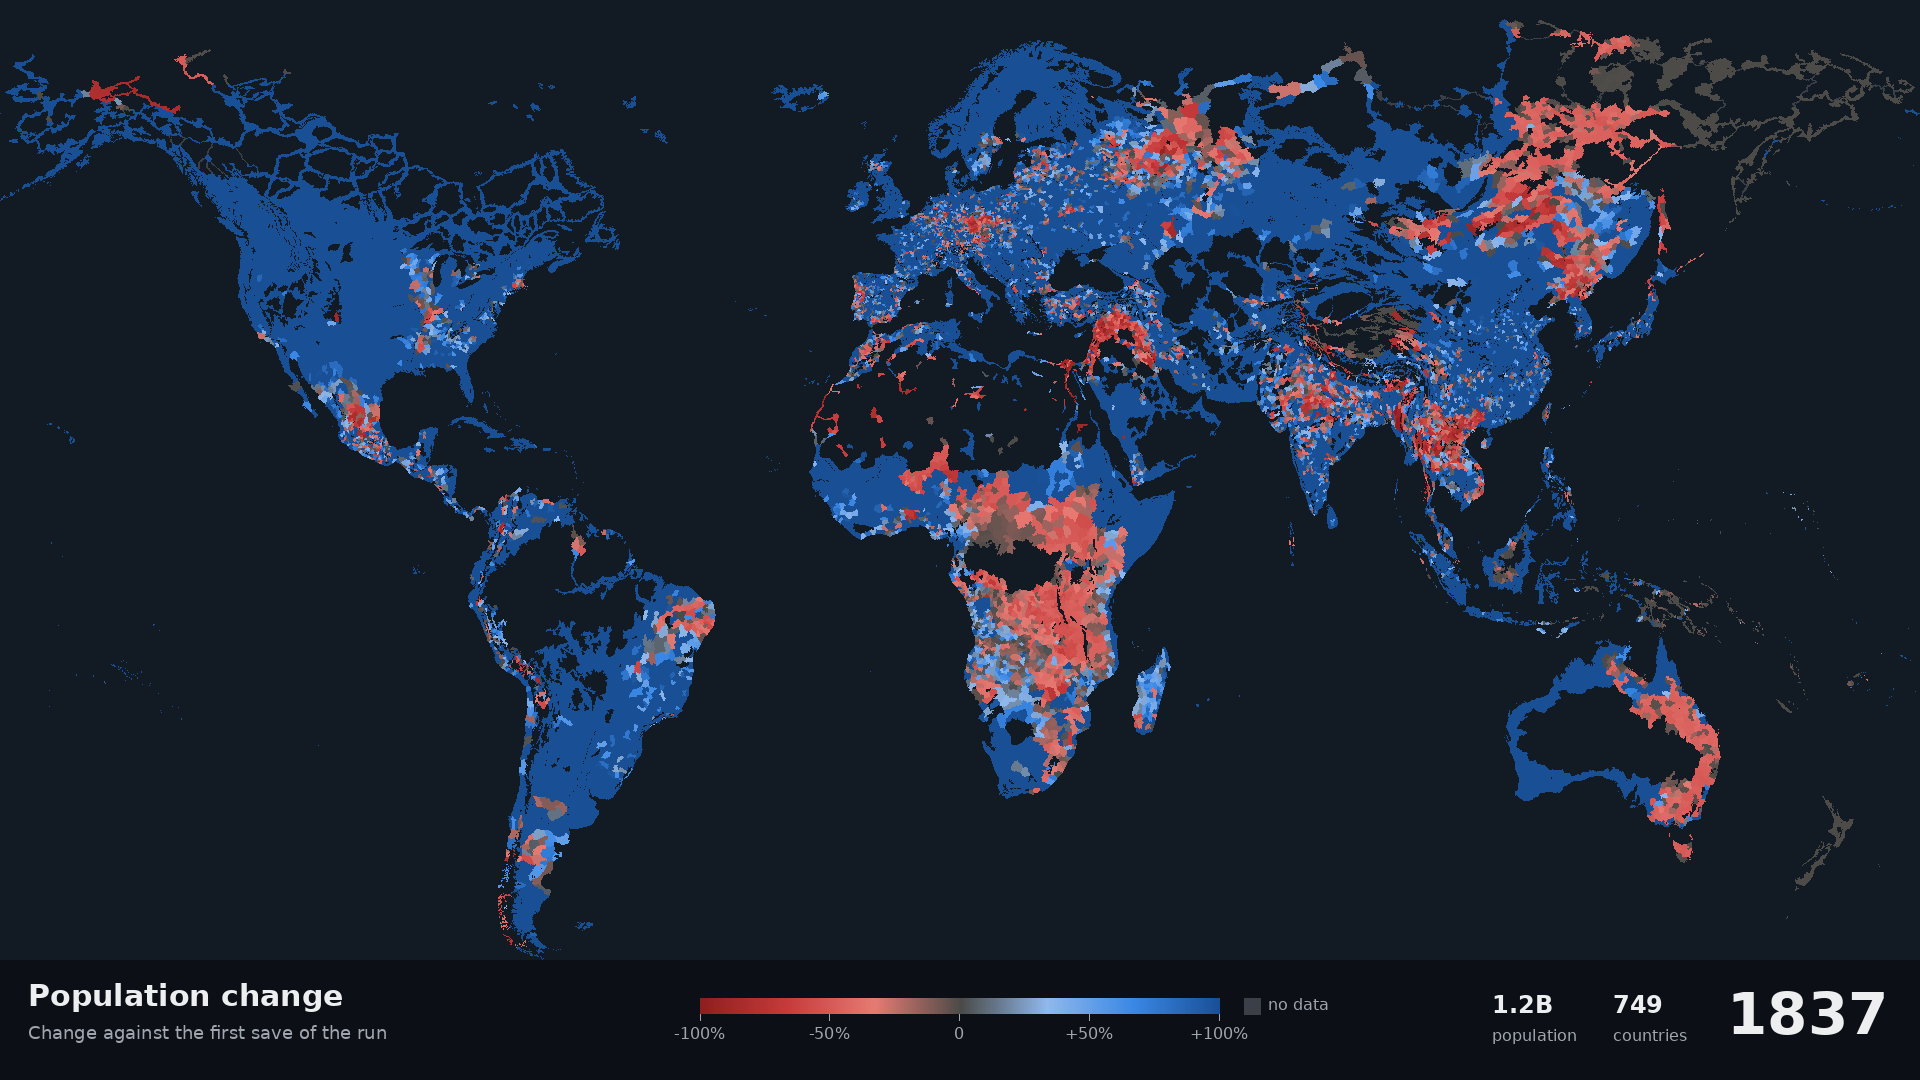 Population change
Change against the first save of the run
-100%
-50%
0
+50%
+100%
no data
1.2B
population
749
countries
1837